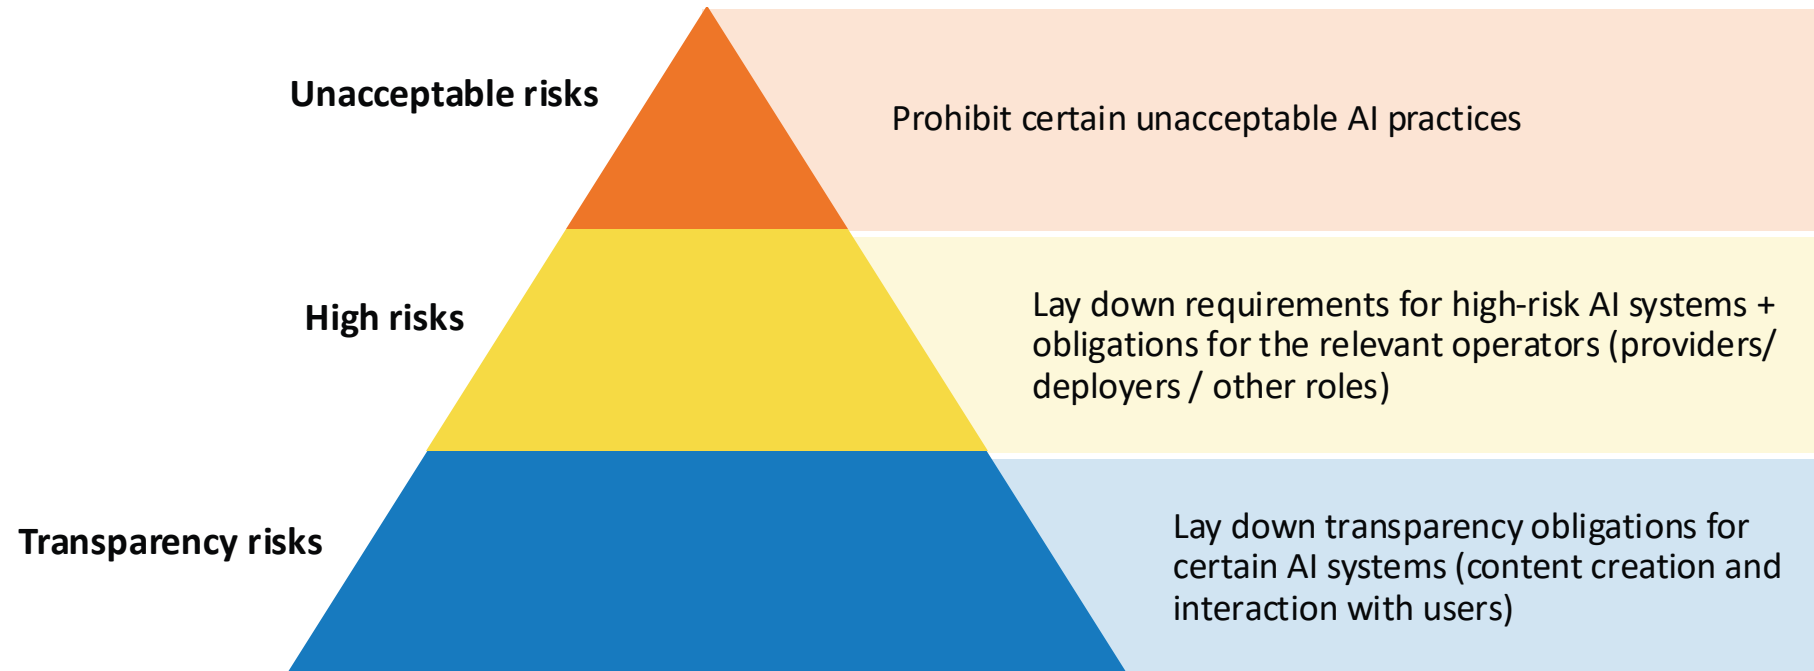 Unacceptable risks
Prohibit certain unacceptable AI practices
High risks
Lay down requirements for high-risk AI systems +
obligations for the relevant operators (providers/
deployers / other roles)
Transparency risks
Lay down transparency obligations for
certain AI systems (content creation and
interaction with users)